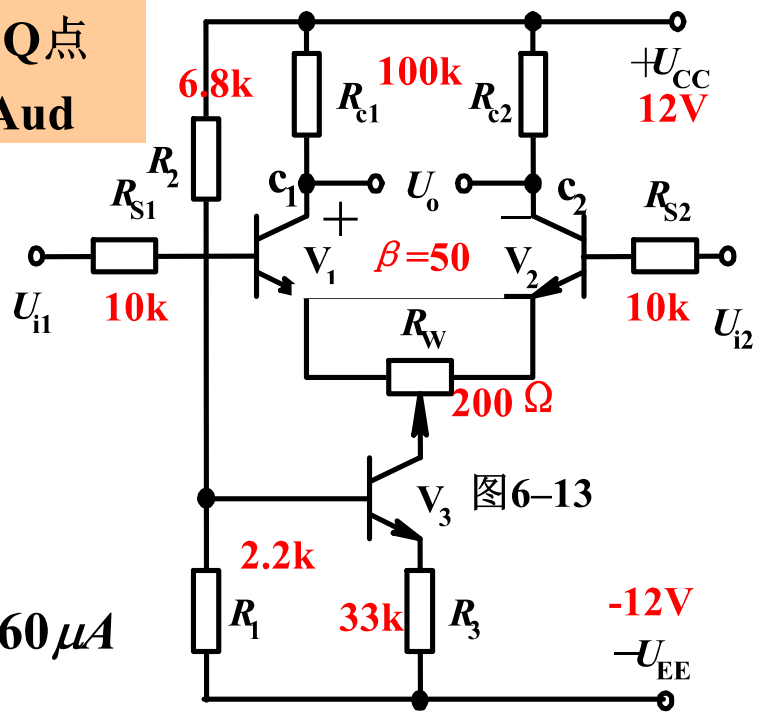 Q点
Aud
6.8k
100k
+UCC
12V
R2
Rc1
Rc2
RS1
c1
Uo
c2
RS2
+
−
V1
β=50
V2
Ui1
10k
10k
Ui2
RW
200 Ω
V3
图6–13
2.2k
R1
33k
R3
-12V
60μA
−UEE